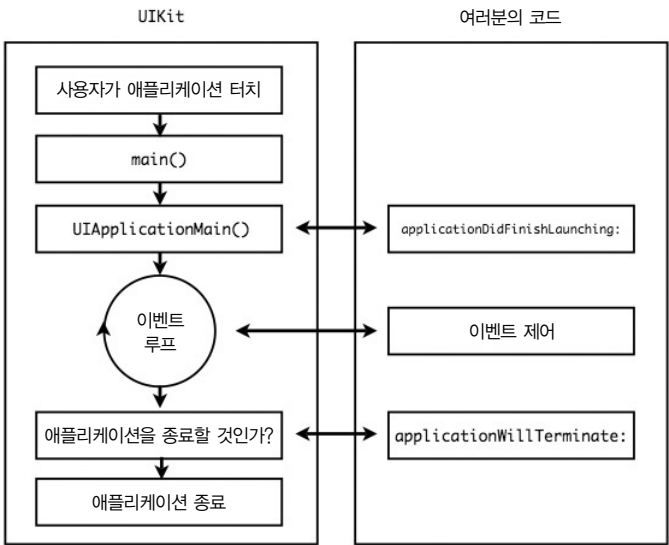 UIKit
여러분의 코드
사용자가 애플리케이션 터치
main()
UIApplicationMain()
applicationDidFinishLaunching:
이벤트
루프
이벤트 제어
애플리케이션을 종료할 것인가?
applicationWillTerminate:
애플리케이션 종료